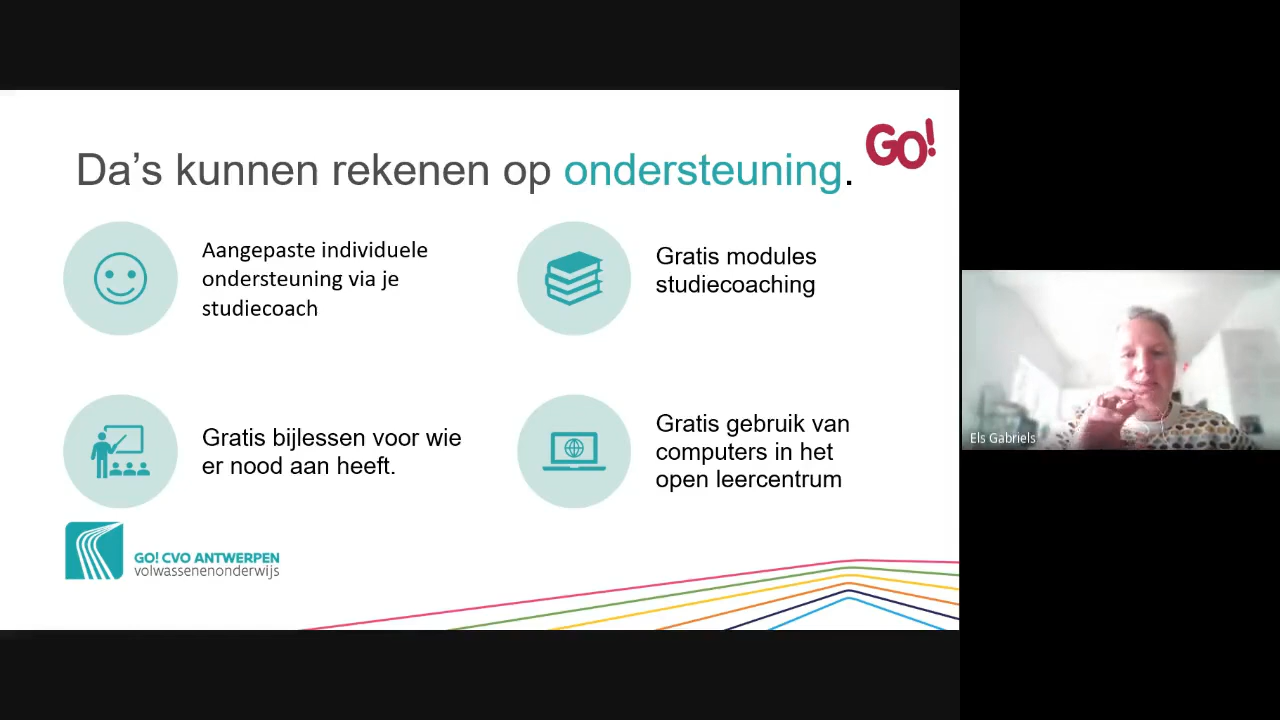 Da's kunnen rekenen op ondersteuning.
GO!
Aangepaste individuele
ondersteuning via je
studiecoach
Gratis modules
studiecoaching
Gratis bijlessen voor wie
er nood aan heeft.
Gratis gebruik van
computers in het
open leercentrum
GO! CVO ANTWERPEN
volwassenenonderwijs
Els Gabriels